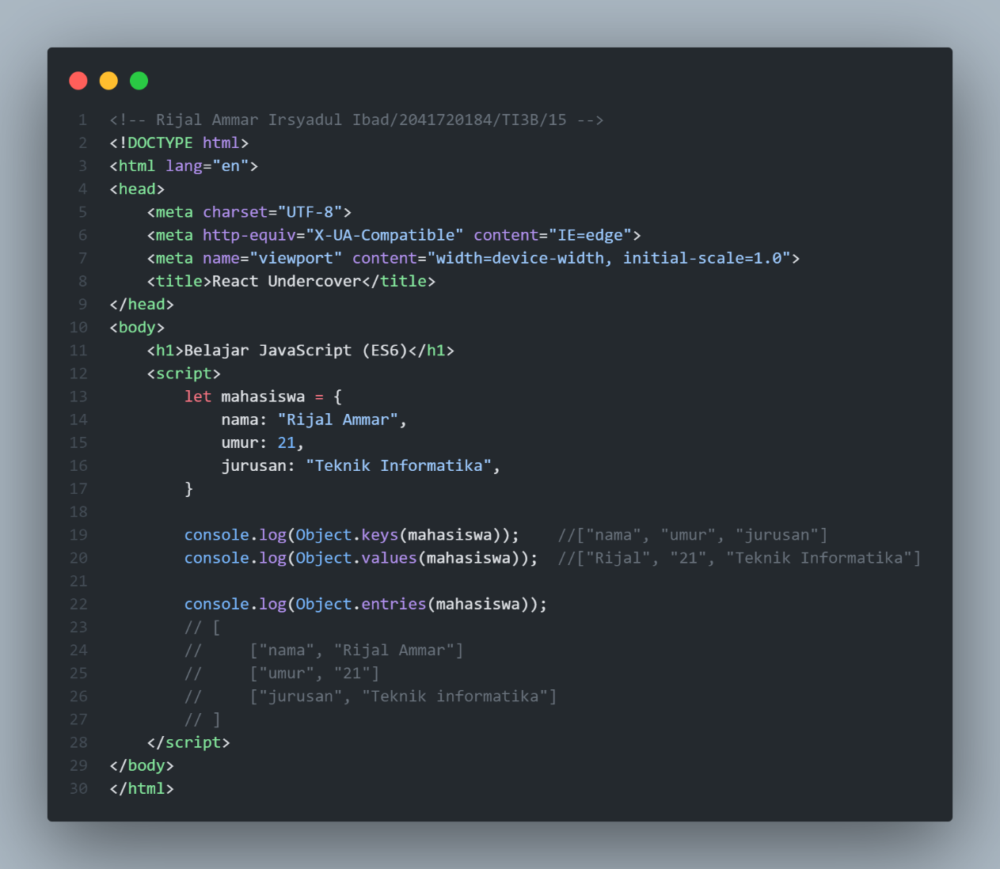 1 <!-- Rijal Ammar Irsyadul Ibad/2041720184/TI3B/15 -->
2 <!DOCTYPE html>
3 <html lang="en">
4 <head>
5     <meta charset="UTF-8">
6     <meta http-equiv="X-UA-Compatible" content="IE=edge">
7     <meta name="viewport" content="width=device-width, initial-scale=1.0">
8     <title>React Undercover</title>
9 </head>
10 <body>
11     <h1>Belajar JavaScript (ES6)</h1>
12     <script>
13         let mahasiswa = {
14             nama: "Rijal Ammar",
15             umur: 21,
16             jurusan: "Teknik Informatika",
17         }
18
19         console.log(Object.keys(mahasiswa));    //["nama", "umur", "jurusan"]
20         console.log(Object.values(mahasiswa));  //["Rijal", "21", "Teknik Informatika"]
21
22         console.log(Object.entries(mahasiswa));
23         // [
24         //     ["nama", "Rijal Ammar"]
25         //     ["umur", "21"]
26         //     ["jurusan", "Teknik informatika"]
27         // ]
28     </script>
29 </body>
30 </html>